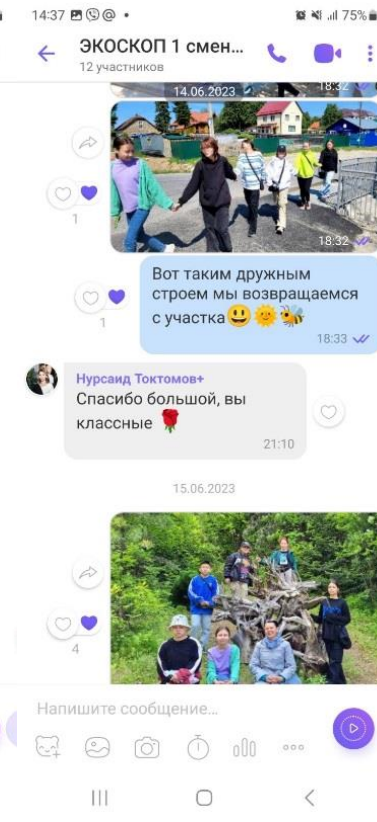 14:37
75%
ЭКОСКОП 1 смен...
12 участников
14.06.2023
18:32
18:32
1
Вот таким дружным
строем мы возвращаемся
с участка😃🌞🐝
1
18:33
Нурсаид Токтомов+
Спасибо большой, вы
классные 🌹
21:10
15.06.2023
4
Напишите сообщение...